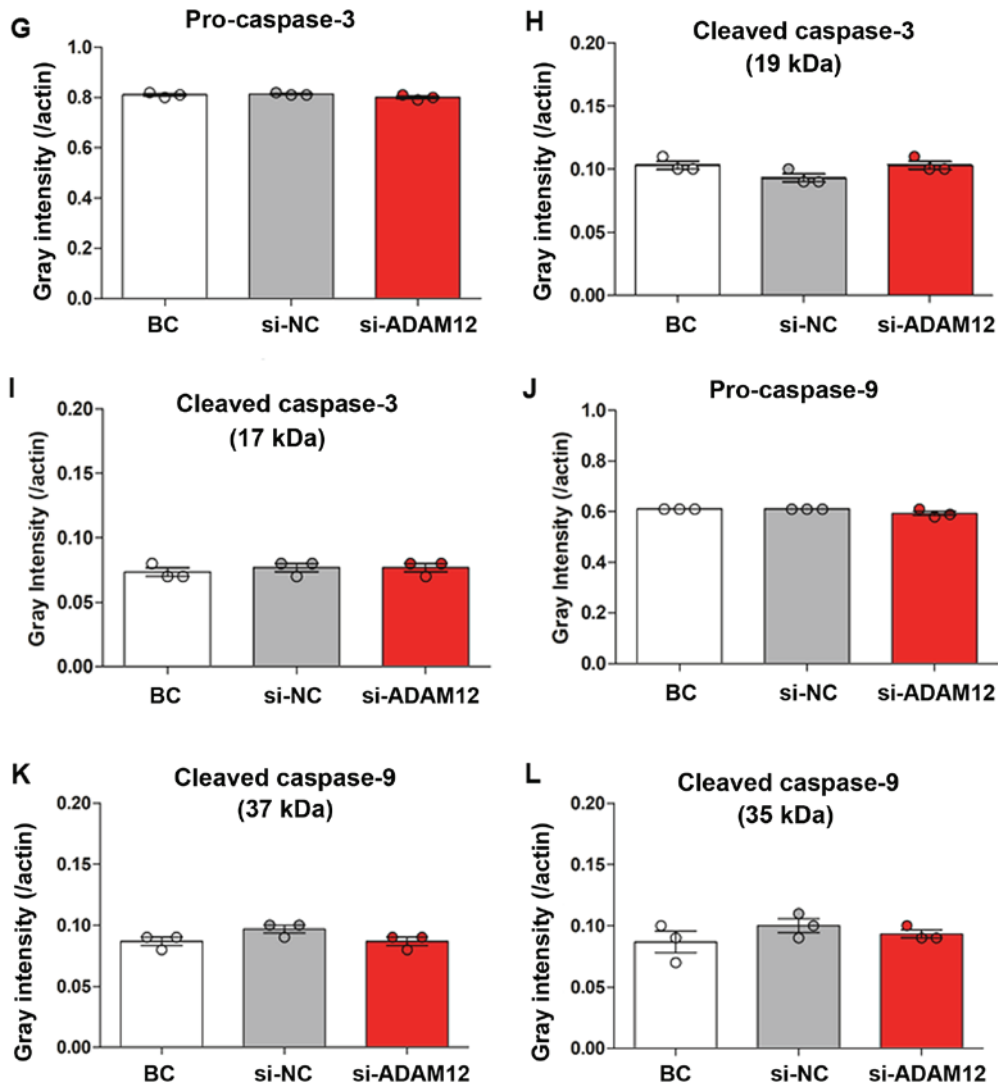 G
Pro-caspase-3
Gray intensity (/actin)
1.0
0.8
0.6
0.4
0.2
0.0
BC
si-NC
si-ADAM12
H
Cleaved caspase-3
(19 kDa)
Gray intensity (/actin)
0.20
0.15
0.10
0.05
0.00
BC
si-NC
si-ADAM12
I
Cleaved caspase-3
(17 kDa)
Gray Intensity (/actin)
0.20
0.15
0.10
0.05
0.00
BC
si-NC
si-ADAM12
J
Pro-caspase-9
Gray intensity (/actin)
1.0
0.8
0.6
0.4
0.2
0.0
BC
si-NC
si-ADAM12
K
Cleaved caspase-9
(37 kDa)
Gray intensity (/actin)
0.20
0.15
0.10
0.05
0.00
BC
si-NC
si-ADAM12
L
Cleaved caspase-9
(35 kDa)
Gray intensity (/actin)
0.20
0.15
0.10
0.05
0.00
BC
si-NC
si-ADAM12